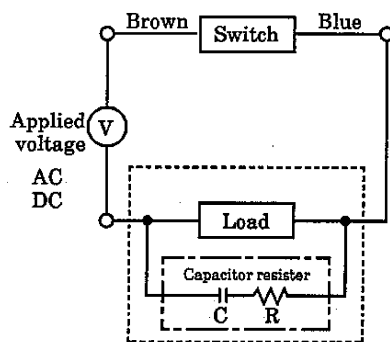 Brown
Switch
Blue
Applied
voltage
V
AC
DC
Load
Capacitor resister
C
R